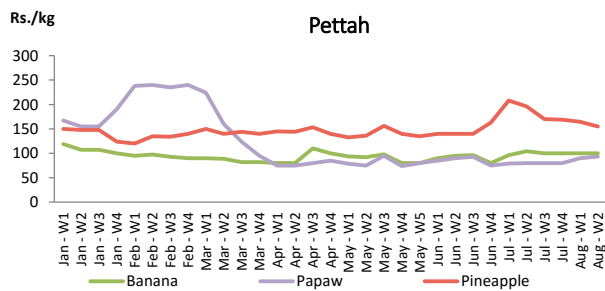 Rs./kg
Pettah
300
250
200
150
100
50
0
Jan - W1
Jan - W2
Jan - W3
Jan - W4
Feb - W1
Feb - W2
Feb - W3
Feb - W4
Mar - W1
Mar - W2
Mar - W3
Mar - W4
Apr - W1
Apr - W2
Apr - W3
Apr - W4
May - W1
May - W2
May - W3
May - W4
May - W5
Jun - W1
Jun - W2
Jun - W3
Jun - W4
Jul - W1
Jul - W2
Jul - W3
Jul - W4
Aug - W1
Aug - W2
Banana
Papaw
Pineapple